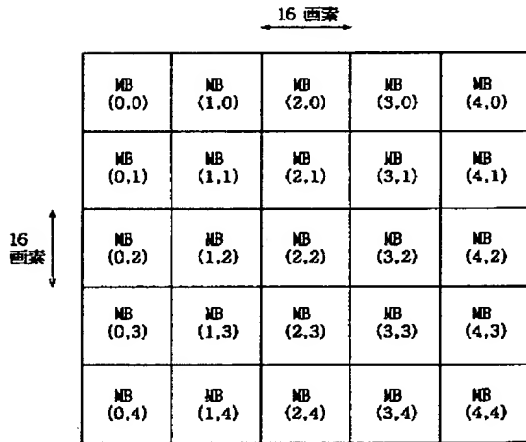 16 画素
MB MB MB MB MB
(0,0) (1,0) (2,0) (3,0) (4,0)
MB MB MB MB MB
(0,1) (1,1) (2,1) (3,1) (4,1)
16
画素
MB MB MB MB MB
(0,2) (1,2) (2,2) (3,2) (4,2)
MB MB MB MB MB
(0,3) (1,3) (2,3) (3,3) (4,3)
MB MB MB MB MB
(0,4) (1,4) (2,4) (3,4) (4,4)